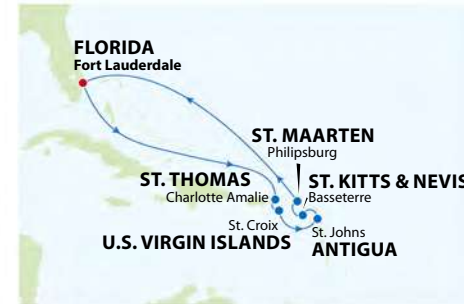 FLORIDA
Fort Lauderdale
ST. MAARTEN
Philipsburg
ST. THOMAS
Charlotte Amalie
ST. KITTS & NEVIS
Basseterre
St. Croix
U.S. VIRGIN ISLANDS
St. Johns
ANTIGUA